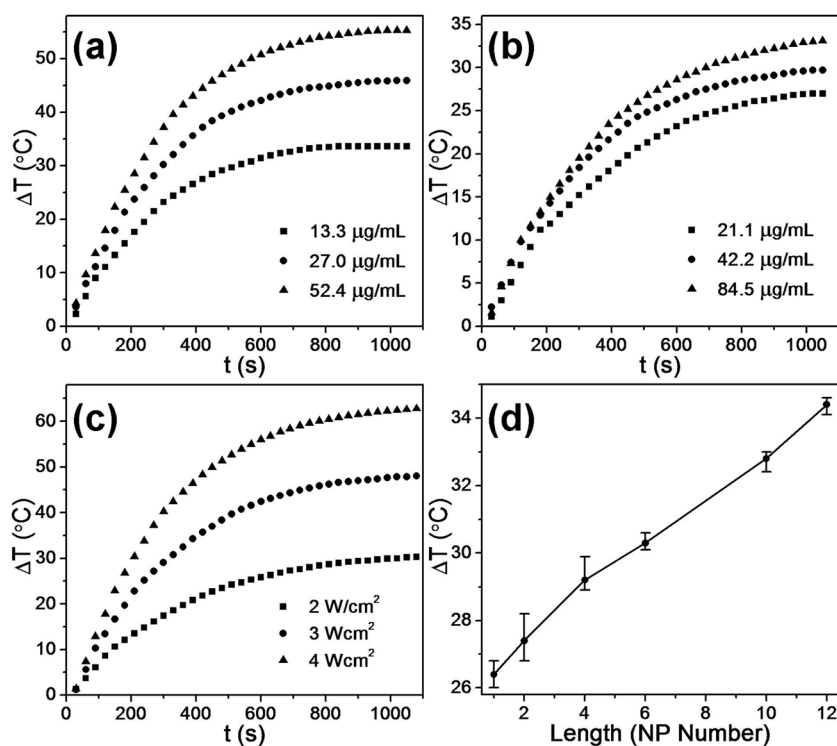 (a)
ΔT (°C)
50
40
30
20
10
0
13.3 µg/mL
27.0 µg/mL
52.4 µg/mL
0 200 400 600 800 1000
t (s)
(b)
ΔT (°C)
35
30
25
20
15
10
5
0
21.1 µg/mL
42.2 µg/mL
84.5 µg/mL
0 200 400 600 800 1000
t (s)
(c)
ΔT (°C)
60
50
40
30
20
10
0
2 W/cm²
3 Wcm²
4 Wcm²
0 200 400 600 800 1000
t (s)
(d)
ΔT (°C)
34
32
30
28
26
2 4 6 8 10 12
Length (NP Number)